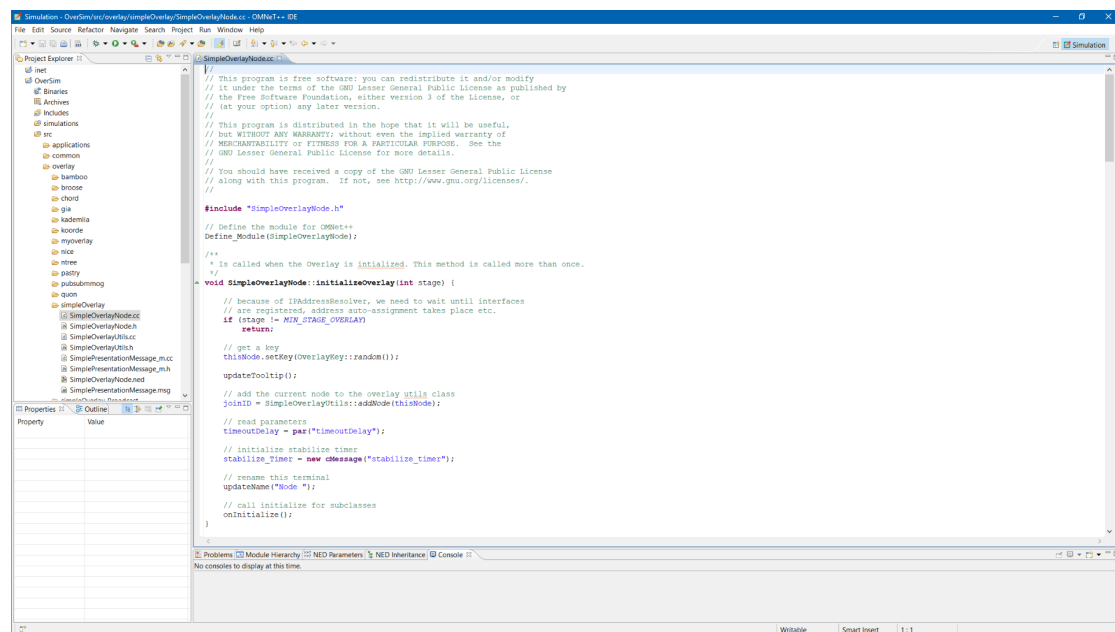 Simulation - OverSim/src/overlay/simpleOverlay/SimpleOverlayNode.cc - OMNeT++ IDE
File Edit Source Refactor Navigate Search Project Run Window Help
Simulation
Project Explorer
inet
OverSim
Binaries
Archives
Includes
simulations
src
applications
common
overlay
bamboo
broose
chord
gia
kademlia
koorde
myoverlay
nice
ntree
pastry
pubsubmmog
quon
simpleOverlay
SimpleOverlayNode.cc
SimpleOverlayNode.h
SimpleOverlayUtils.cc
SimpleOverlayUtils.h
SimplePresentationMessage_m.cc
SimplePresentationMessage_m.h
SimpleOverlayNode.ned
SimplePresentationMessage.msg
simpleOverlay_Broadcast
Properties Outline
Property Value
SimpleOverlayNode.cc
//
// This program is free software: you can redistribute it and/or modify
// it under the terms of the GNU Lesser General Public License as published by
// the Free Software Foundation, either version 3 of the License, or
// (at your option) any later version.
//
// This program is distributed in the hope that it will be useful,
// but WITHOUT ANY WARRANTY; without even the implied warranty of
// MERCHANTABILITY or FITNESS FOR A PARTICULAR PURPOSE.  See the
// GNU Lesser General Public License for more details.
//
// You should have received a copy of the GNU Lesser General Public License
// along with this program.  If not, see http://www.gnu.org/licenses/.
//
#include "SimpleOverlayNode.h"
// Define the module for OMNet++
Define_Module(SimpleOverlayNode);
/**
 * Is called when the Overlay is intialized. This method is called more than once.
 */
void SimpleOverlayNode::initializeOverlay(int stage) {
// because of IPAddressResolver, we need to wait until interfaces
// are registered, address auto-assignment takes place etc.
if (stage != MIN_STAGE_OVERLAY)
return;
// get a key
thisNode.setKey(OverlayKey::random());
updateTooltip();
// add the current node to the overlay utils class
joinID = SimpleOverlayUtils::addNode(thisNode);
// read parameters
timeoutDelay = par("timeoutDelay");
// initialize stabilize timer
stabilize_Timer = new cMessage("stabilize_timer");
// rename this terminal
updateName("Node ");
// call initialize for subclasses
onInitialize();
}
Problems Module Hierarchy NED Parameters NED Inheritance Console
No consoles to display at this time.
Writable Smart Insert 1 : 1